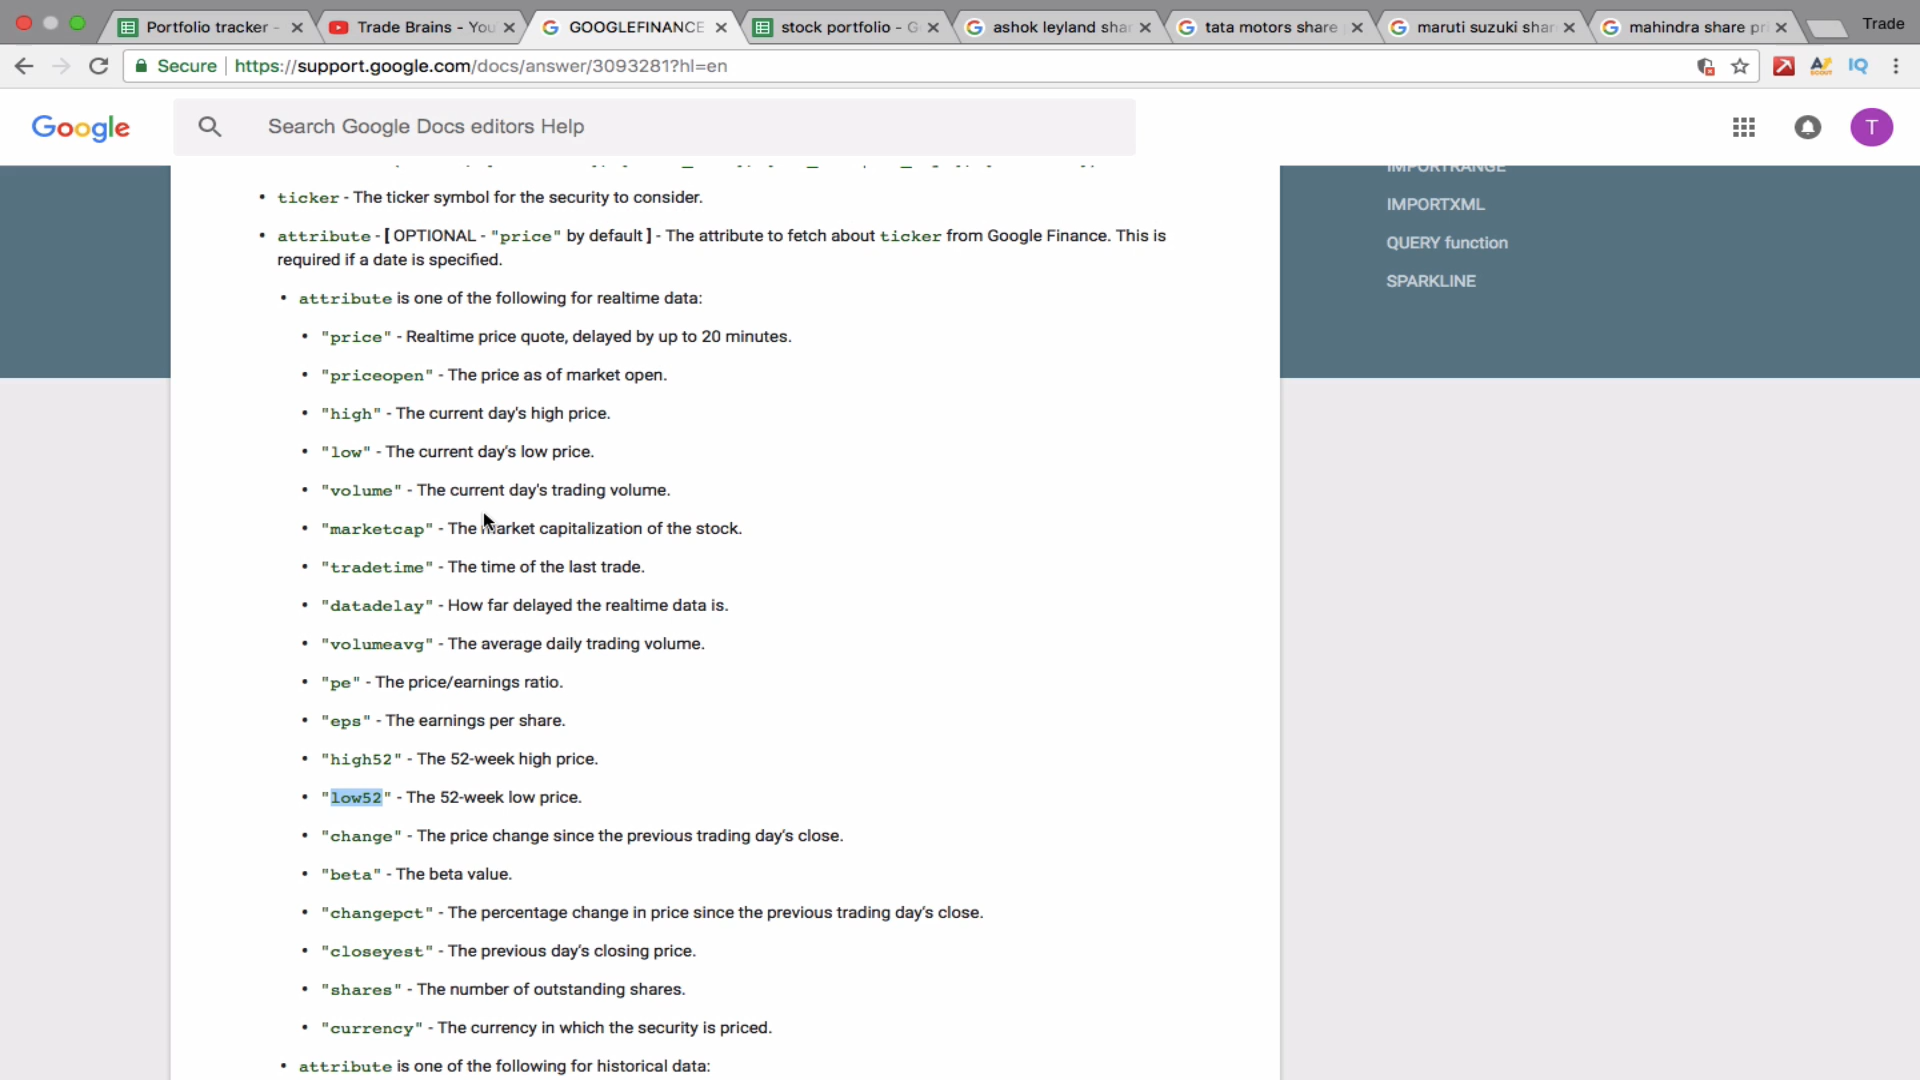 Portfolio tracker -
Trade Brains - You
GOOGLEFINANCE
stock portfolio - G
ashok leyland shar
tata motors share
maruti suzuki shar
mahindra share pri
Trade
Secure
https://support.google.com/docs/answer/3093281?hl=en
IQ
Google
Search Google Docs editors Help
T
IMPORTRANGE
• ticker - The ticker symbol for the security to consider.
IMPORTXML
• attribute - [ OPTIONAL - "price" by default ] - The attribute to fetch about ticker from Google Finance. This is
required if a date is specified.
QUERY function
SPARKLINE
• attribute is one of the following for realtime data:
• "price" - Realtime price quote, delayed by up to 20 minutes.
• "priceopen" - The price as of market open.
• "high" - The current day's high price.
• "low" - The current day's low price.
• "volume" - The current day's trading volume.
• "marketcap" - The market capitalization of the stock.
• "tradetime" - The time of the last trade.
• "datadelay" - How far delayed the realtime data is.
• "volumeavg" - The average daily trading volume.
• "pe" - The price/earnings ratio.
• "eps" - The earnings per share.
• "high52" - The 52-week high price.
• "low52" - The 52-week low price.
• "change" - The price change since the previous trading day's close.
• "beta" - The beta value.
• "changepct" - The percentage change in price since the previous trading day's close.
• "closeyest" - The previous day's closing price.
• "shares" - The number of outstanding shares.
• "currency" - The currency in which the security is priced.
• attribute is one of the following for historical data: